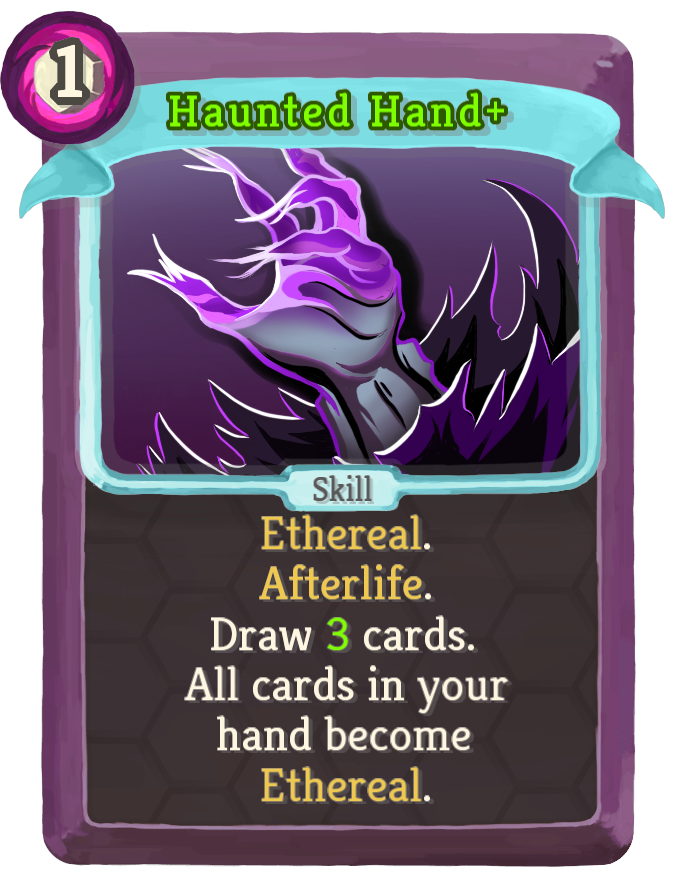 1
Haunted Hand+
Skill
Ethereal.
Afterlife.
Draw 3 cards.
All cards in your
hand become
Ethereal.